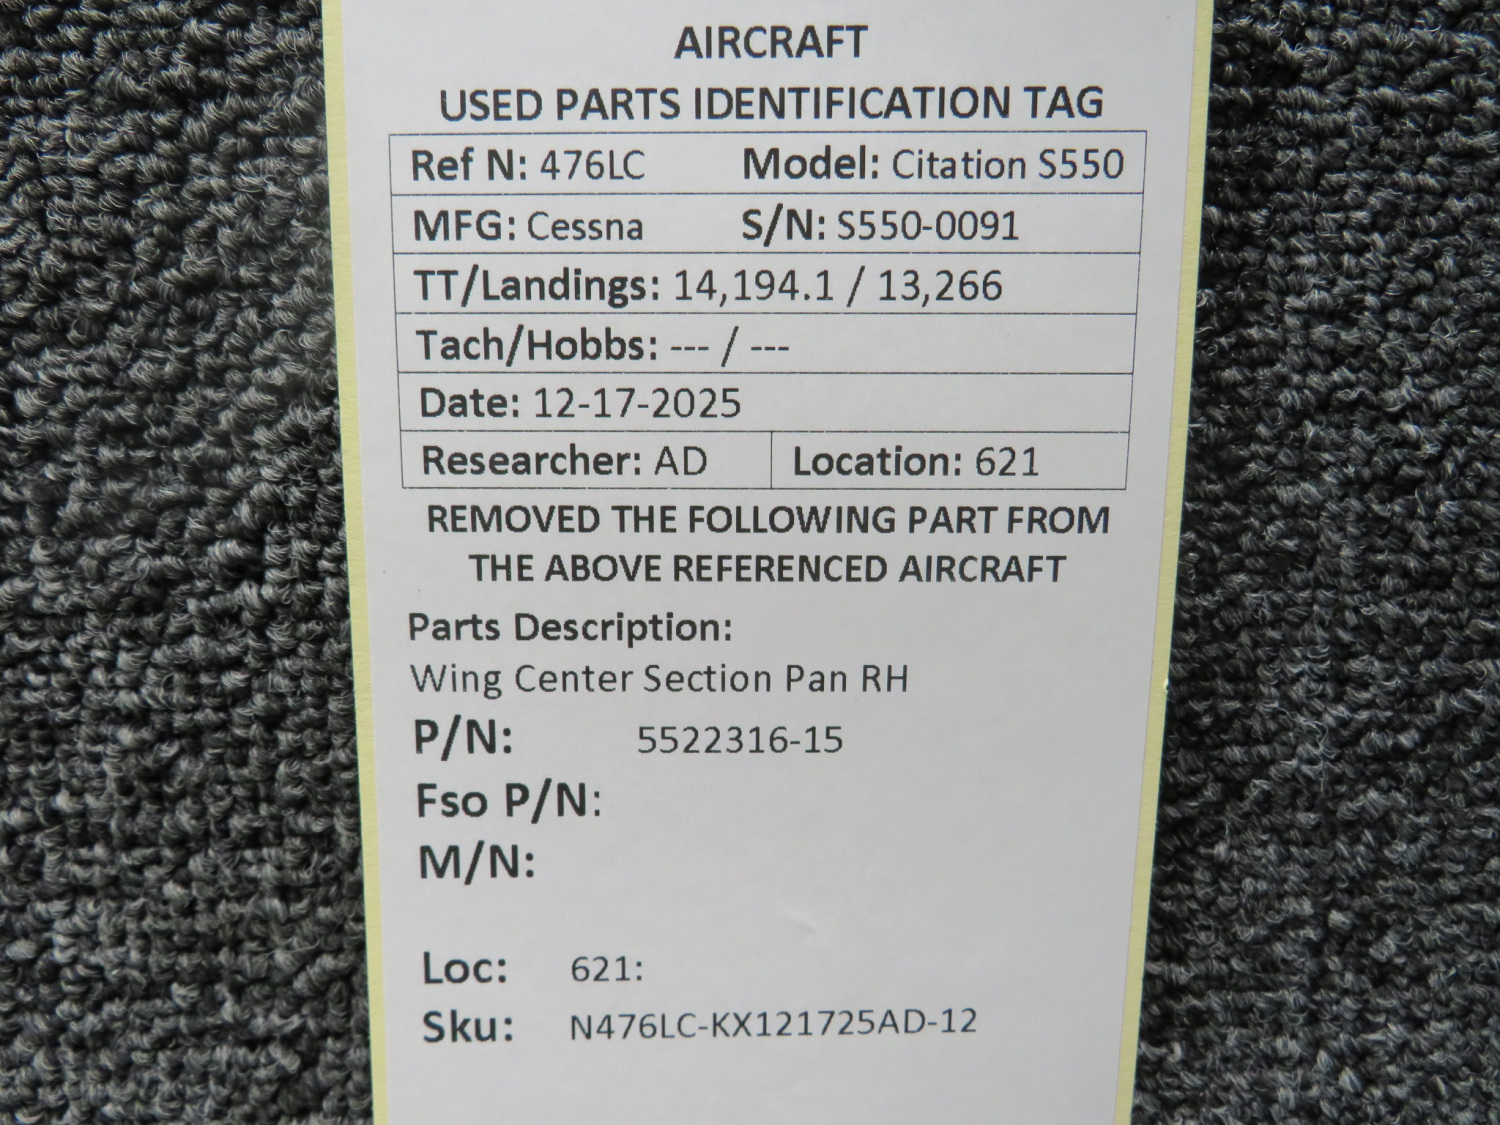 AIRCRAFT
USED PARTS IDENTIFICATION TAG
Ref N: 476LC Model: Citation S550
MFG: Cessna S/N: S550-0091
TT/Landings: 14,194.1 / 13,266
Tach/Hobbs: --- / ---
Date: 12-17-2025
Researcher: AD Location: 621
REMOVED THE FOLLOWING PART FROM
THE ABOVE REFERENCED AIRCRAFT
Parts Description:
Wing Center Section Pan RH
P/N: 5522316-15
Fso P/N:
M/N:
Loc: 621:
Sku: N476LC-KX121725AD-12